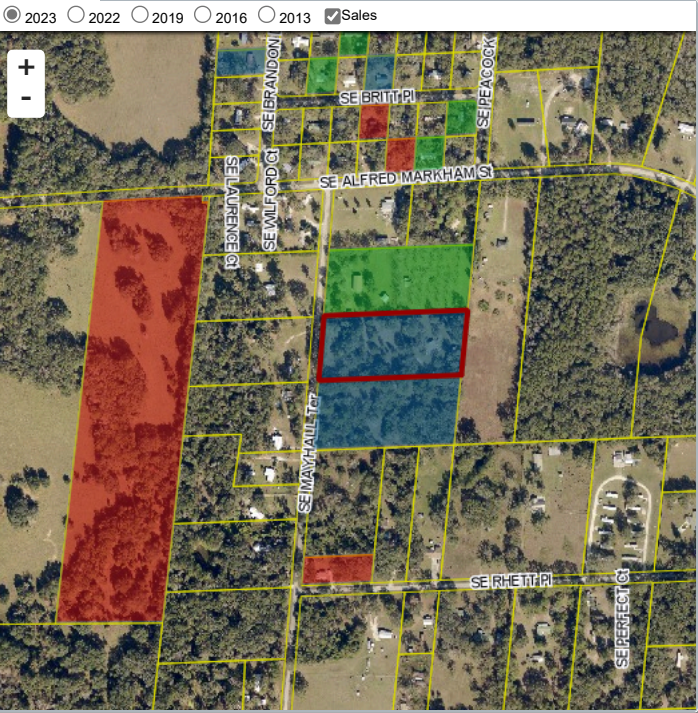 2023 2022 2019 2016 2013 Sales
+
-
SE BRANDON
SE PEACOCK
SE BRITT Pl
SE LAURENCE Ct
SE WILFORD Ct
SE ALFRED MARKHAM St
SE MAYHALL Ter
SE RHETT Pl
SE PERFECT Ct